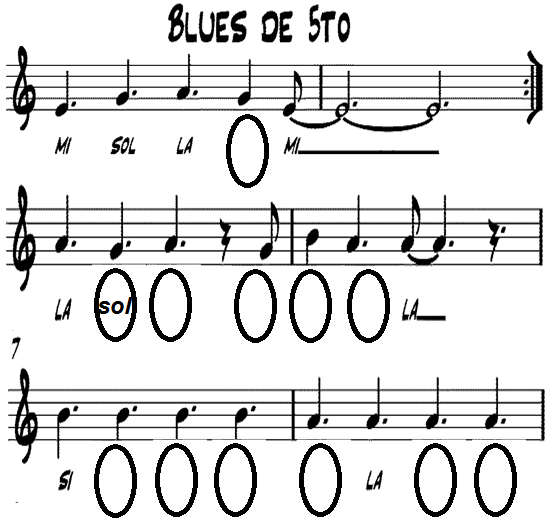 BLUES DE 5TO
MI SOL LA MI
LA sol LA
7
SI LA